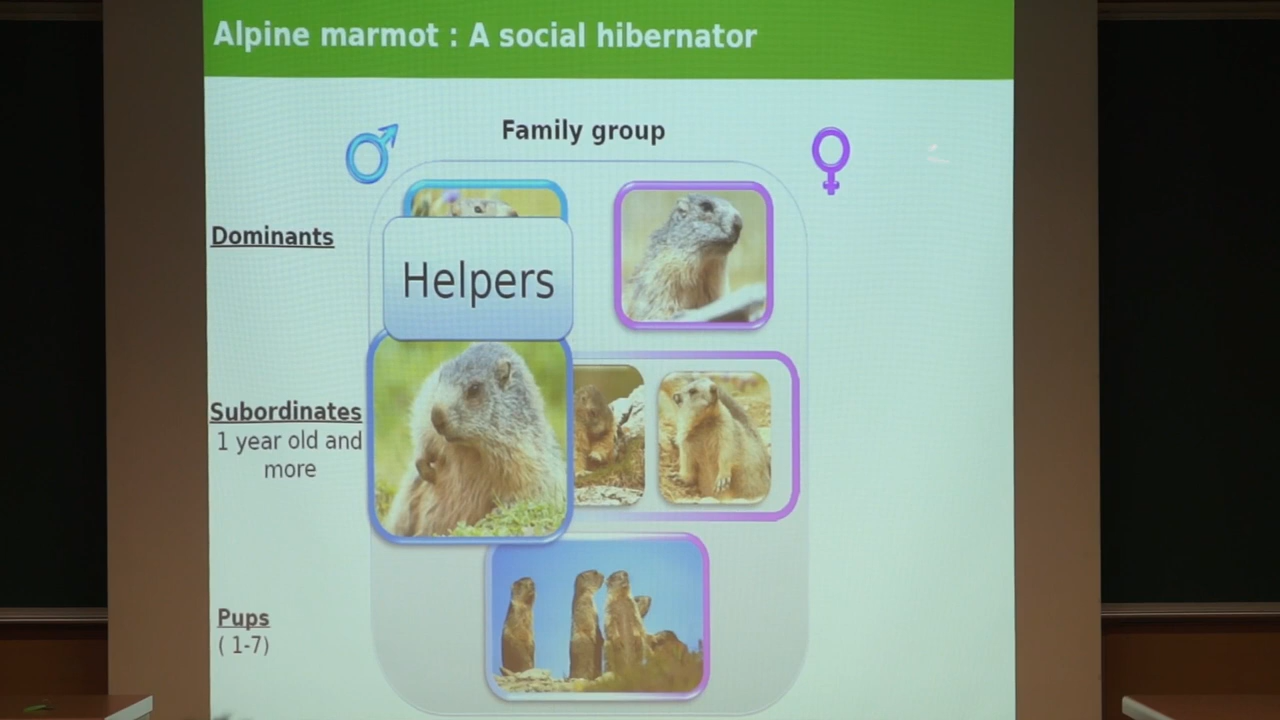 Alpine marmot : A social hibernator
Family group
Dominants
Helpers
Subordinates
1 year old and
more
Pups
( 1-7)